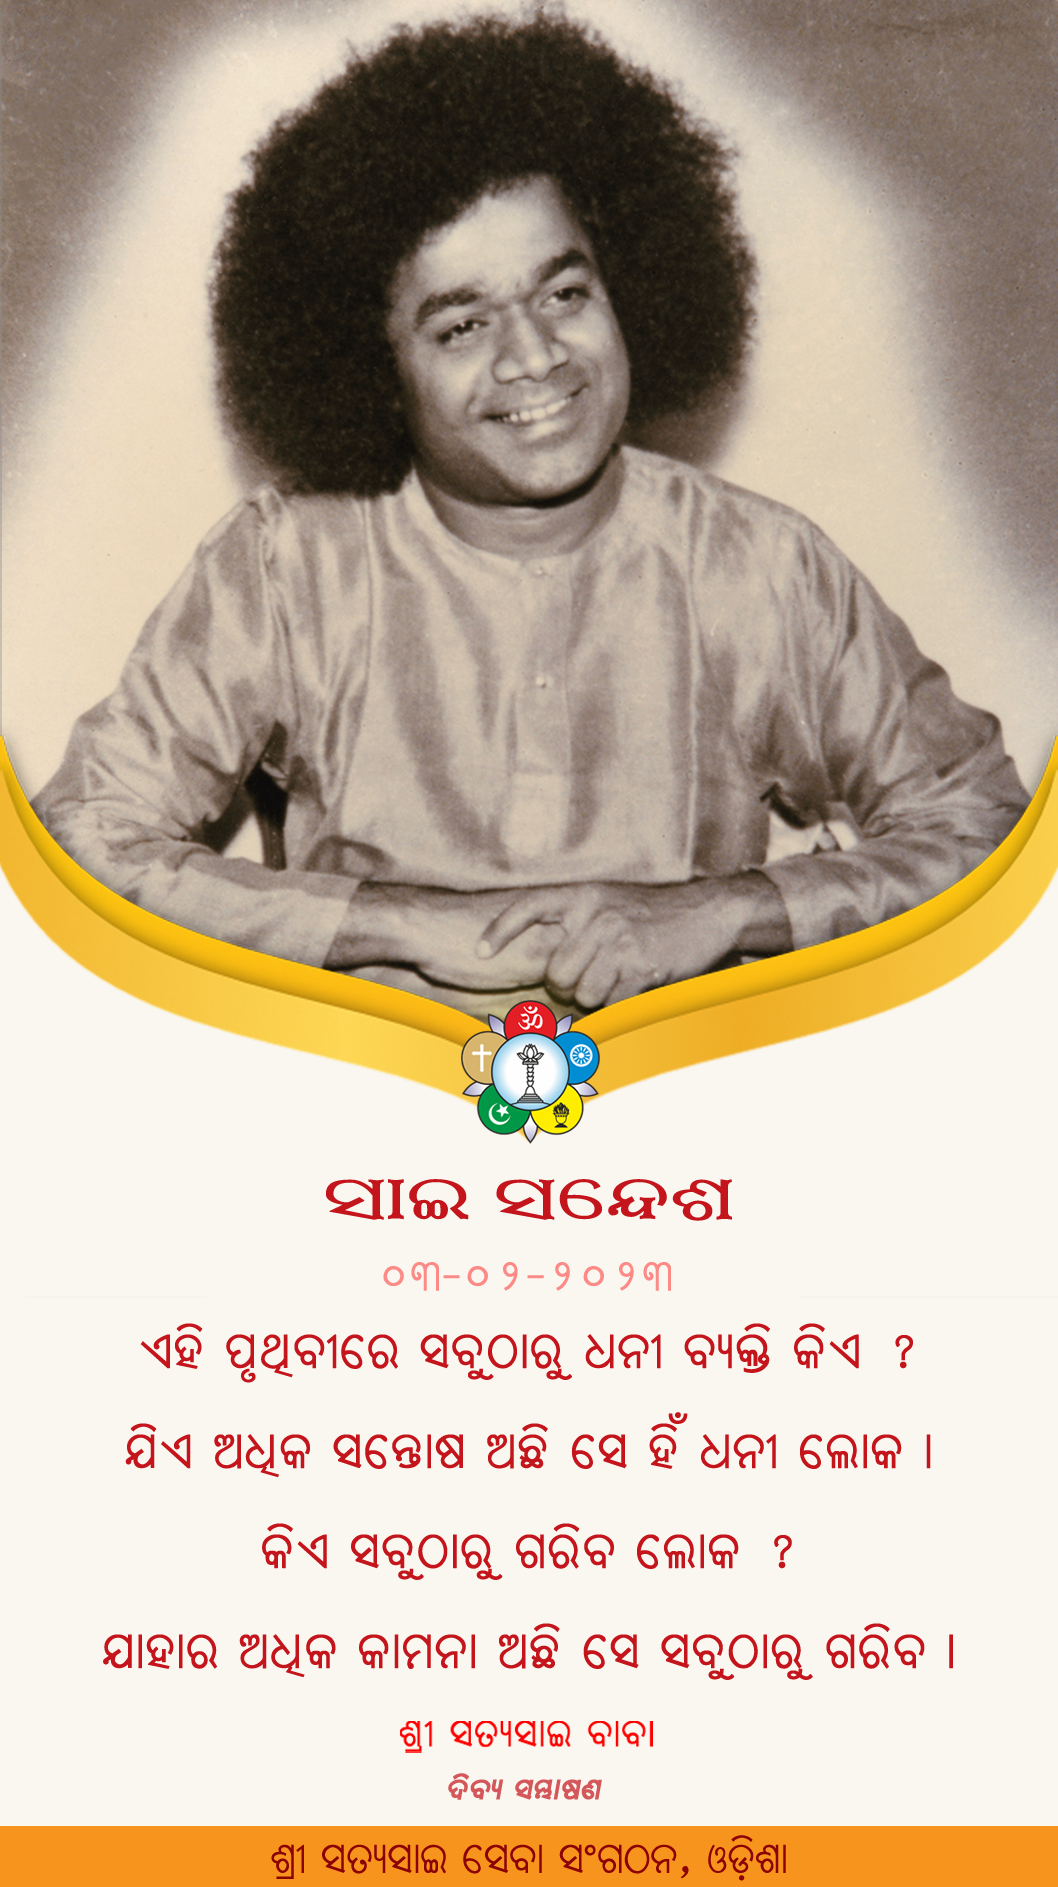 ॐ
ସାଇ ସନ୍ଦେଶ
୦୩-୦୨-୨୦୨୩
ଏହି ପୃଥିବୀରେ ସବୁଠାରୁ ଧନୀ ବ୍ୟକ୍ତି କିଏ ?
ଯିଏ ଅଧିକ ସନ୍ତୋଷ ଅଛି ସେ ହିଁ ଧନୀ ଲୋକ ।
କିଏ ସବୁଠାରୁ ଗରିବ ଲୋକ ?
ଯାହାର ଅଧିକ କାମନା ଅଛି ସେ ସବୁଠାରୁ ଗରିବ ।
ଶ୍ରୀ ସତ୍ୟସାଇ ବାବା
ଦିବ୍ୟ ସମ୍ଭାଷଣ
ଶ୍ରୀ ସତ୍ୟସାଇ ସେବା ସଂଗଠନ, ଓଡ଼ିଶା